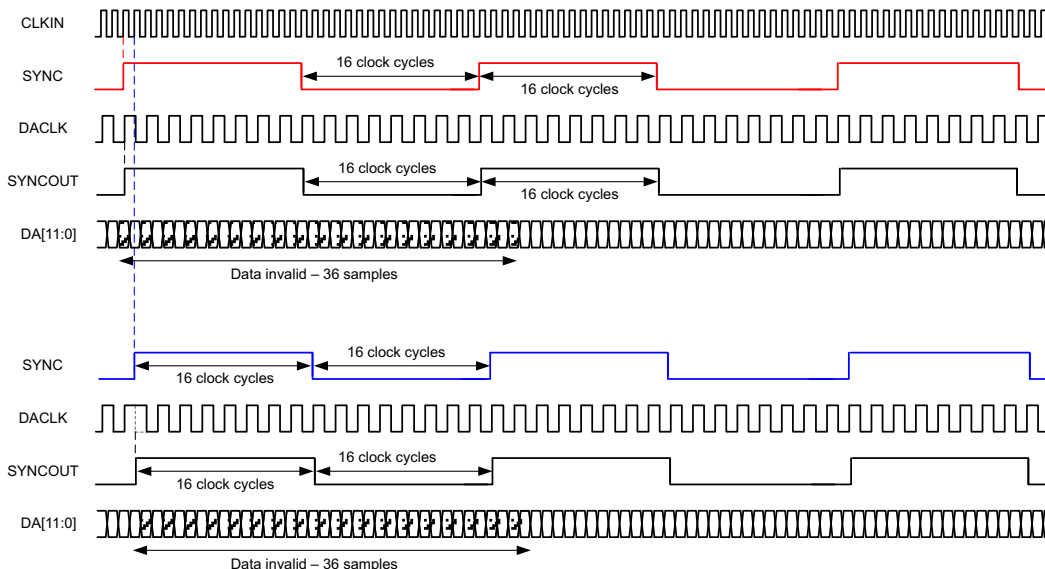 CLKIN
SYNC
16 clock cycles
16 clock cycles
DACLK
SYNCOUT
16 clock cycles
16 clock cycles
DA[11:0]
Data invalid – 36 samples
SYNC
16 clock cycles
16 clock cycles
DACLK
SYNCOUT
16 clock cycles
16 clock cycles
DA[11:0]
Data invalid – 36 samples